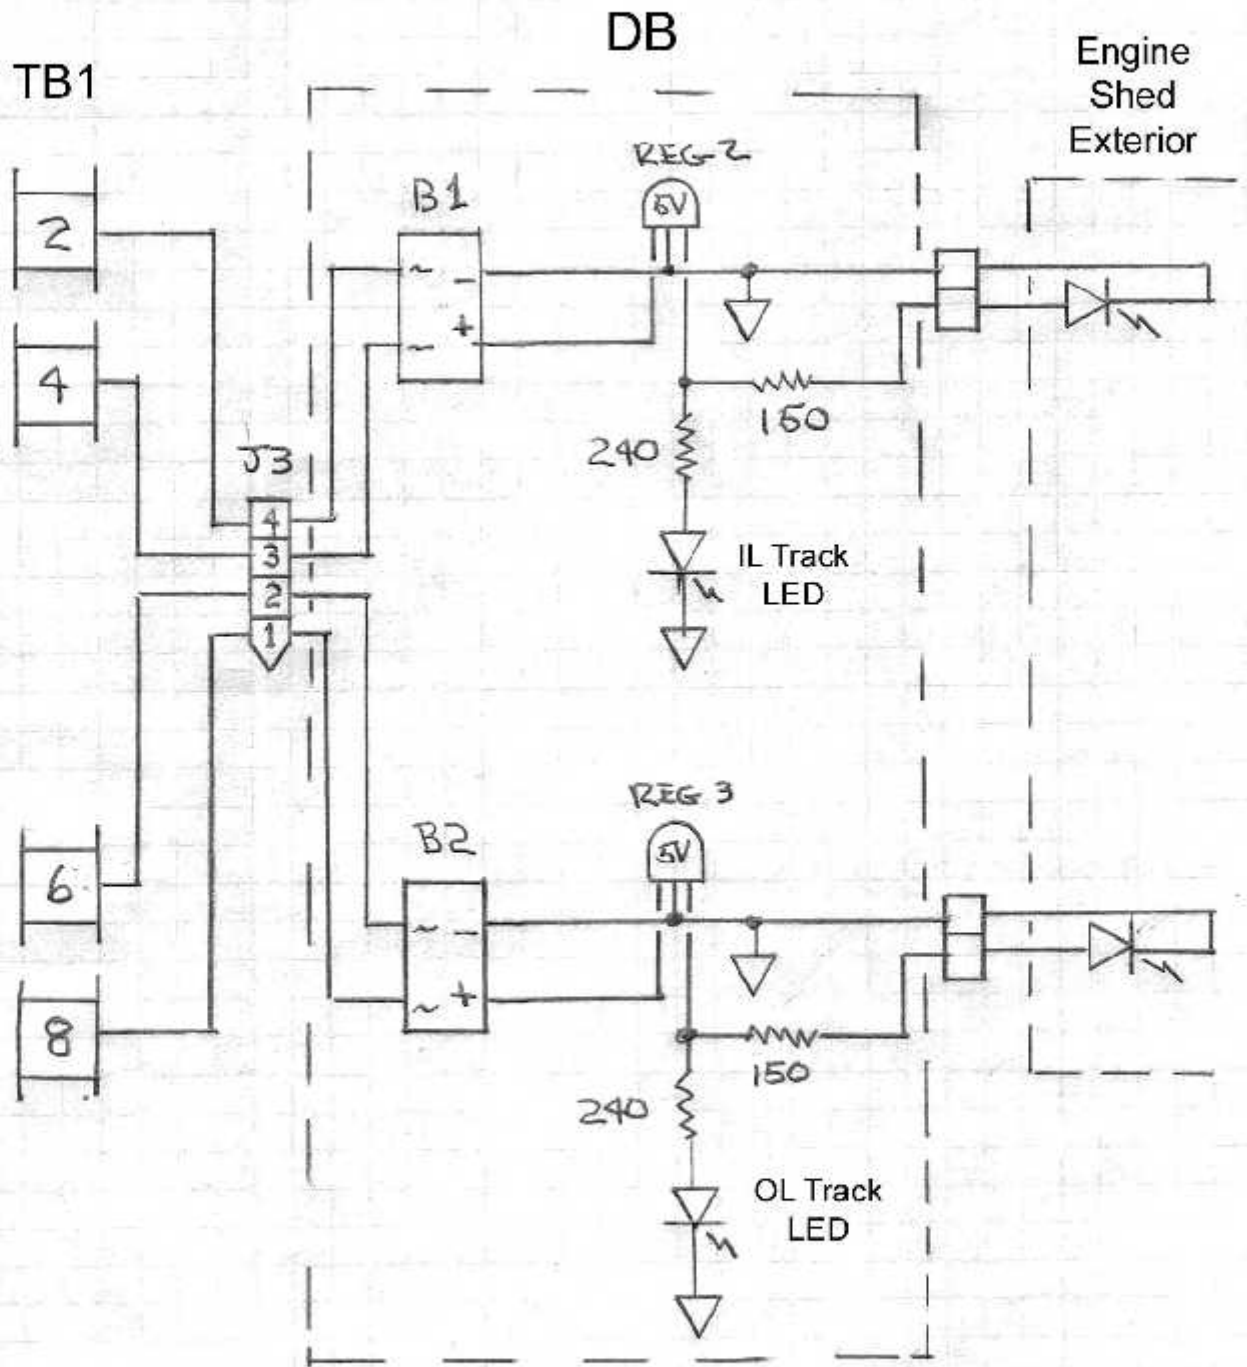 DB
TB1
Engine
Shed
Exterior
REG-2
5V
B1
2
~ -
+
~
4
150
240
J3
4
3
2
1
IL Track
LED
REG 3
5V
B2
6
~ -
~ +
8
150
240
OL Track
LED